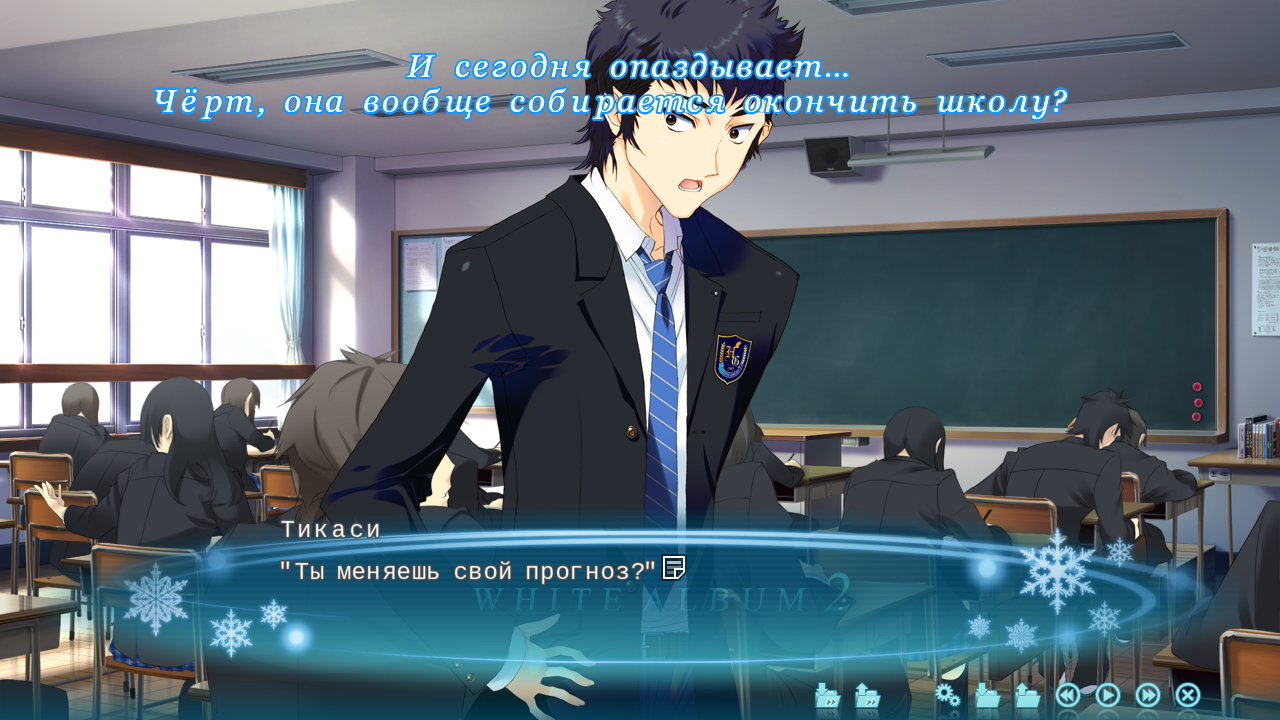 И сегодня опаздывает...
Чёрт, она вообще собирается окончить школу?
Тикаси
"Ты меняешь свой прогноз?"
WHITE ALBUM 2